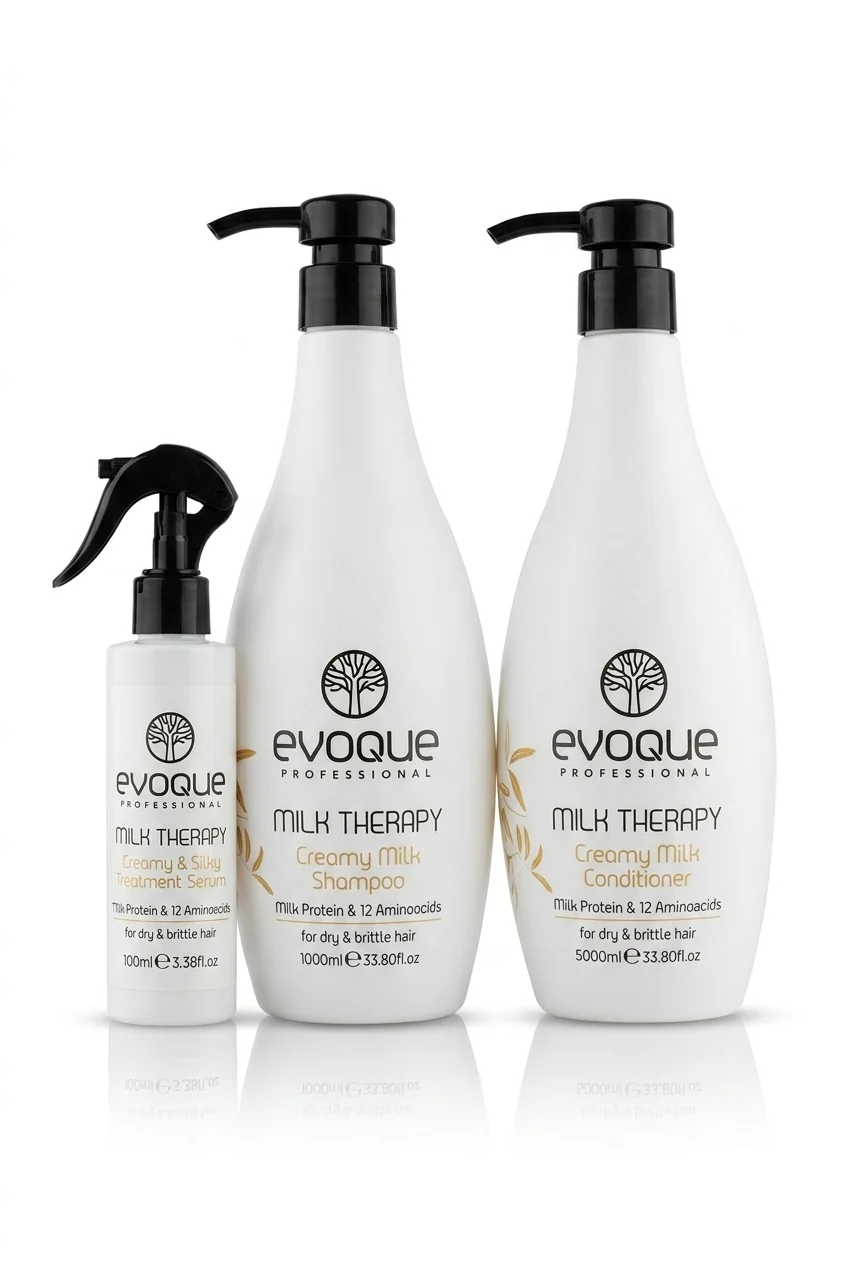 evoque
PROFESSIONAL
MILK THERAPY
Creamy & Silky
Treatment Serum
Milk Protein & 12 Aminoacids
for dry & brittle hair
100ml℮3.38fl.oz
evoque
PROFESSIONAL
MILK THERAPY
Creamy Milk
Shampoo
Milk Protein & 12 Aminoocids
for dry & brittle hair
1000ml℮33.80fl.oz
evoque
PROFESSIONAL
MILK THERAPY
Creamy Milk
Conditioner
Milk Protein & 12 Aminoacids
for dry & brittle hair
5000ml℮33.80fl.oz